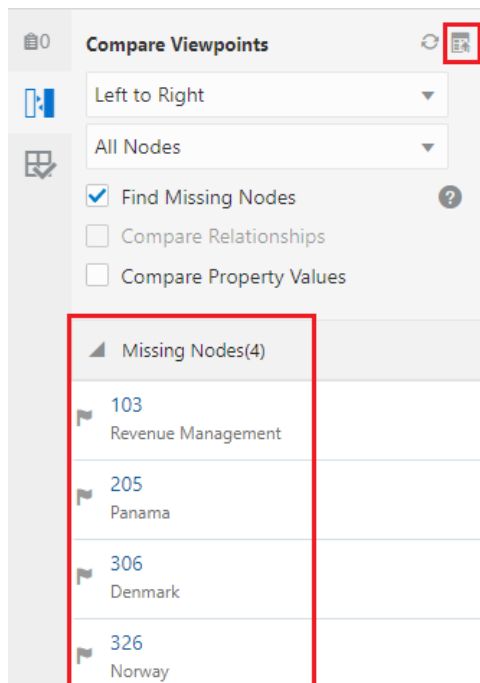 0
Compare Viewpoints
Left to Right
All Nodes
Find Missing Nodes
?
Compare Relationships
Compare Property Values
Missing Nodes(4)
103
Revenue Management
205
Panama
306
Denmark
326
Norway